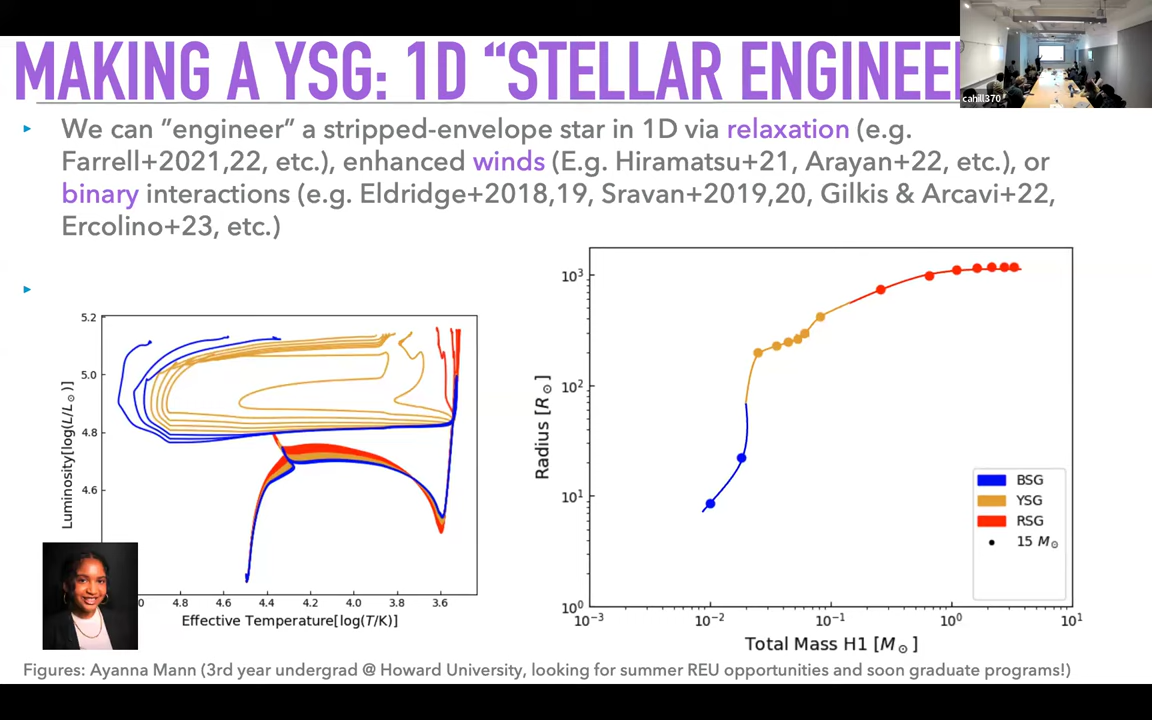 MAKING A YSG: 1D “STELLAR ENGINEE
cahill370
We can ”engineer” a stripped-envelope star in 1D via relaxation (e.g.
Farrell+2021,22, etc.), enhanced winds (E.g. Hiramatsu+21, Arayan+22, etc.), or
binary interactions (e.g. Eldridge+2018,19, Sravan+2019,20, Gilkis & Arcavi+22,
Ercolino+23, etc.)
5.2
5.0
4.8
4.6
Luminosity[log(L/L⊙)]
0 4.8 4.6 4.4 4.2 4.0 3.8 3.6
Effective Temperature[log(T/K)]
10³
10²
10¹
10⁰
Radius [R⊙]
10⁻³ 10⁻² 10⁻¹ 10⁰ 10¹
Total Mass H1 [M⊙]
BSG
YSG
RSG
15 M⊙
Figures: Ayanna Mann (3rd year undergrad @ Howard University, looking for summer REU opportunities and soon graduate programs!)